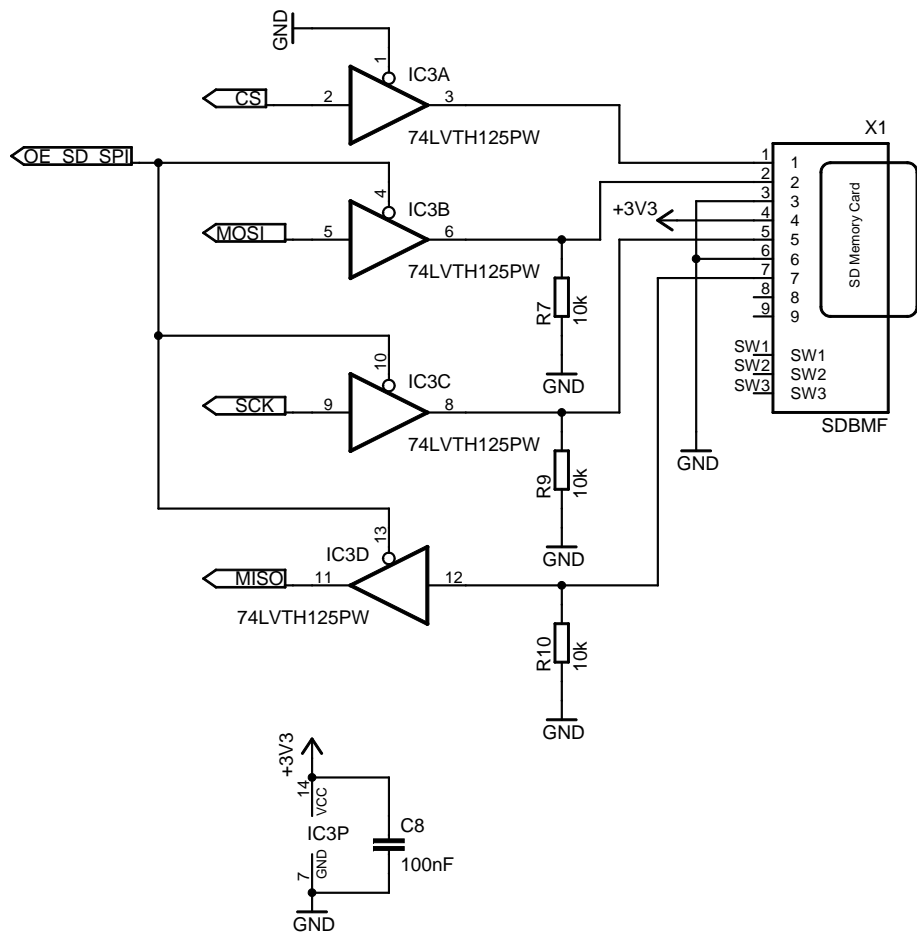 GND
1
IC3A
CS
2
3
74LVTH125PW
X1
OE_SD_SPI
4
IC3B
MOSI
5
6
74LVTH125PW
+3V3
1 1
2 2
3 3
4 4
5 5
6 6
7 7
8 8
9 9
SW1 SW1
SW2 SW2
SW3 SW3
SD Memory Card
SDBMF
R7
10k
GND
10
IC3C
SCK
9
8
74LVTH125PW
R9
10k
GND
GND
13
IC3D
MISO
11
12
74LVTH125PW
R10
10k
GND
+3V3
14
VCC
IC3P
C8
100nF
7
GND
GND